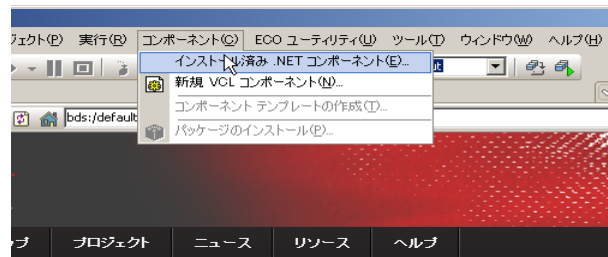 ジェクト(P) 実行(R) コンポーネント(C) ECO ユーティリティ(U) ツール(T) ウィンドウ(W) ヘルプ(H)
インストール済み .NET コンポーネント(E)...
新規 VCL コンポーネント(N)...
コンポーネント テンプレートの作成(T)...
bds:/default
パッケージのインストール(P)...
プロジェクト ニュース リソース ヘルプ